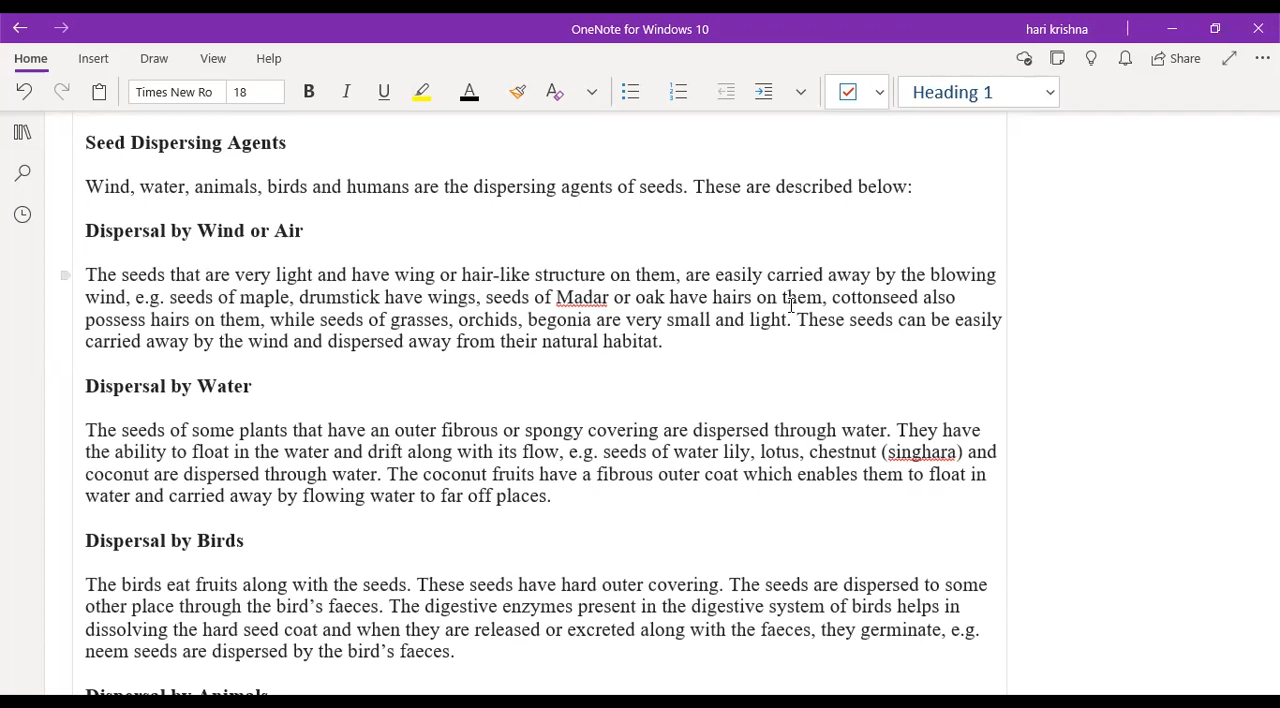 OneNote for Windows 10
hari krishna
Home Insert Draw View Help
Share
Times New Ro 18
B I U A A
Heading 1
Seed Dispersing Agents
Wind, water, animals, birds and humans are the dispersing agents of seeds. These are described below:
Dispersal by Wind or Air
The seeds that are very light and have wing or hair-like structure on them, are easily carried away by the blowing
wind, e.g. seeds of maple, drumstick have wings, seeds of Madar or oak have hairs on them, cottonseed also
possess hairs on them, while seeds of grasses, orchids, begonia are very small and light. These seeds can be easily
carried away by the wind and dispersed away from their natural habitat.
Dispersal by Water
The seeds of some plants that have an outer fibrous or spongy covering are dispersed through water. They have
the ability to float in the water and drift along with its flow, e.g. seeds of water lily, lotus, chestnut (singhara) and
coconut are dispersed through water. The coconut fruits have a fibrous outer coat which enables them to float in
water and carried away by flowing water to far off places.
Dispersal by Birds
The birds eat fruits along with the seeds. These seeds have hard outer covering. The seeds are dispersed to some
other place through the bird’s faeces. The digestive enzymes present in the digestive system of birds helps in
dissolving the hard seed coat and when they are released or excreted along with the faeces, they germinate, e.g.
neem seeds are dispersed by the bird’s faeces.
Dispersal by Animals